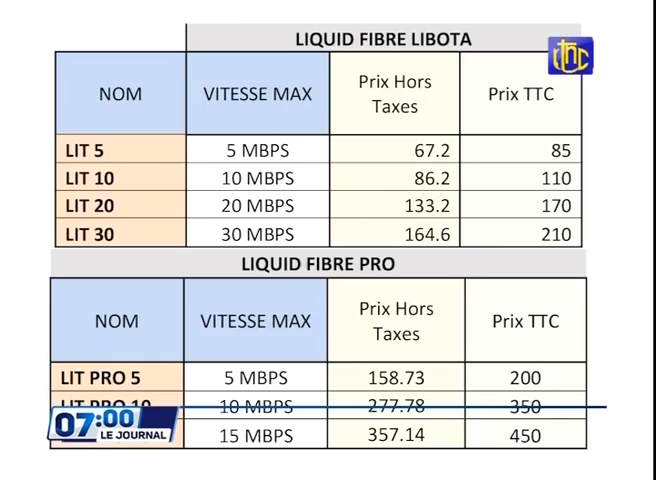 LIQUID FIBRE LIBOTA
rtnc
NOM VITESSE MAX Prix Hors Taxes Prix TTC
LIT 5 5 MBPS 67.2 85
LIT 10 10 MBPS 86.2 110
LIT 20 20 MBPS 133.2 170
LIT 30 30 MBPS 164.6 210
LIQUID FIBRE PRO
NOM VITESSE MAX Prix Hors Taxes Prix TTC
LIT PRO 5 5 MBPS 158.73 200
LIT PRO 10 10 MBPS 277.78 350
15 MBPS 357.14 450
07:00
LE JOURNAL